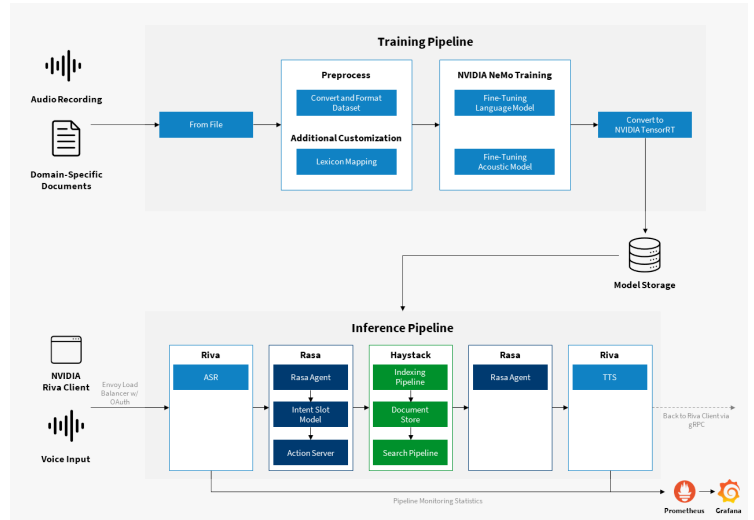 Training Pipeline
Audio Recording
Domain-Specific
Documents
From File
Preprocess
Convert and Format
Dataset
Additional Customization
Lexicon Mapping
NVIDIA NeMo Training
Fine-Tuning
Language Model
Fine-Tuning
Acoustic Model
Convert to
NVIDIA TensorRT
Model Storage
Inference Pipeline
NVIDIA
Riva Client
Voice Input
Envoy Load
Balancer w/
OAuth
Riva
ASR
Rasa
Rasa Agent
Intent Slot
Model
Action Server
Haystack
Indexing
Pipeline
Document
Store
Search Pipeline
Rasa
Rasa Agent
Riva
TTS
Back to Riva Client via
gRPC
Pipeline Monitoring Statistics
Prometheus
Grafana